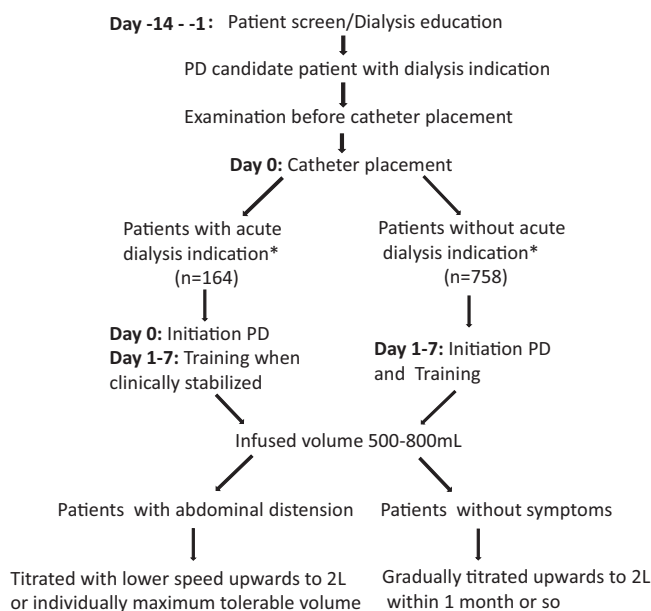 Day -14 - -1: Patient screen/Dialysis education
PD candidate patient with dialysis indication
Examination before catheter placement
Day 0: Catheter placement
Patients with acute
dialysis indication*
(n=164)
Patients without acute
dialysis indication*
(n=758)
Day 0: Initiation PD
Day 1-7: Training when
clinically stabilized
Day 1-7: Initiation PD
and Training
Infused volume 500-800mL
Patients with abdominal distension
Patients without symptoms
Titrated with lower speed upwards to 2L
or individually maximum tolerable volume
Gradually titrated upwards to 2L
within 1 month or so